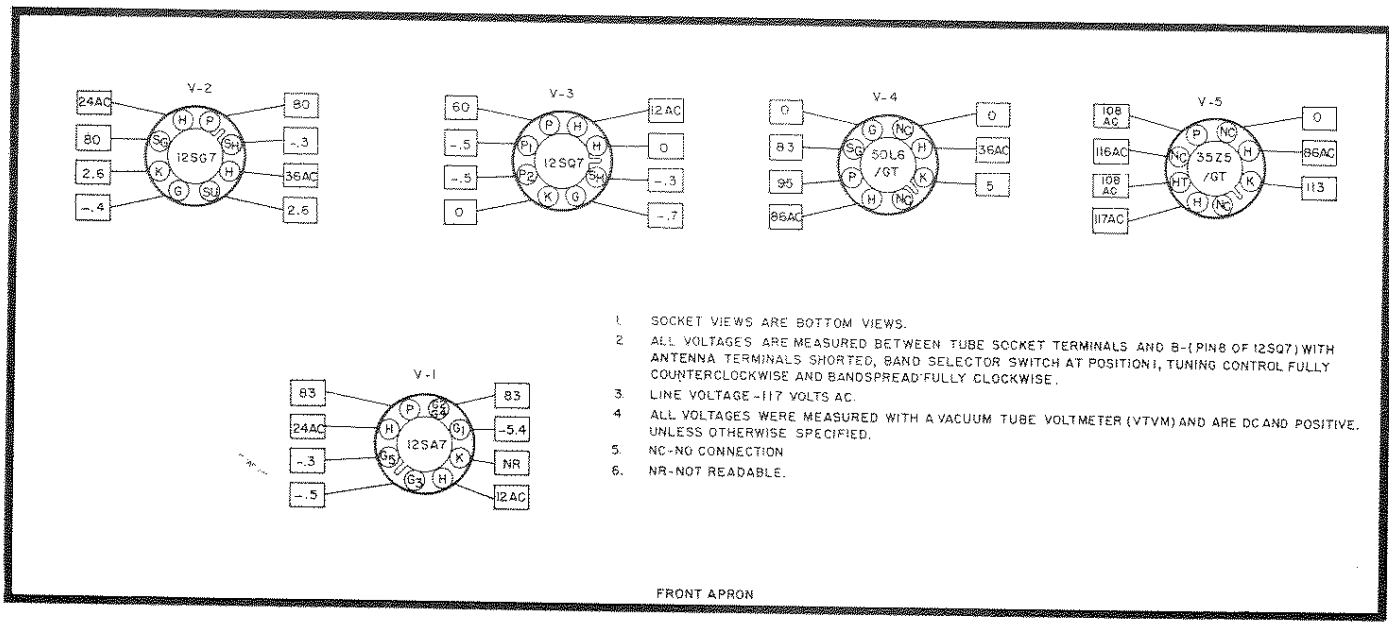 V-2
24AC
80
2.6
-.4
H
P
SG
SH
12SG7
K
H
G
SU
80
-.3
36AC
2.6
V-3
60
-.5
-.5
0
P
H
P1
H
12SQ7
P2
SH
K
G
12AC
0
-.3
-.7
V-4
0
83
95
86AC
G
NC
SG
H
50L6
/GT
P
K
H
NC
0
36AC
5
V-5
108
AC
116AC
108
AC
117AC
P
NC
NC
H
35Z5
/GT
HT
K
H
NC
0
86AC
113
V-1
83
24AC
-.3
-.5
P
G2
G4
H
G1
12SA7
G5
K
G3
H
83
-5.4
NR
12AC
1. SOCKET VIEWS ARE BOTTOM VIEWS.
2 ALL VOLTAGES ARE MEASURED BETWEEN TUBE SOCKET TERMINALS AND B-(PIN8 OF 12SQ7) WITH
ANTENNA TERMINALS SHORTED, BAND SELECTOR SWITCH AT POSITION 1, TUNING CONTROL FULLY
COUNTERCLOCKWISE AND BANDSPREAD FULLY CLOCKWISE.
3. LINE VOLTAGE -117 VOLTS AC.
4 ALL VOLTAGES WERE MEASURED WITH A VACUUM TUBE VOLTMETER (VTVM) AND ARE DC AND POSITIVE.
UNLESS OTHERWISE SPECIFIED.
5. NC-NO CONNECTION
6. NR-NOT READABLE.
FRONT APRON